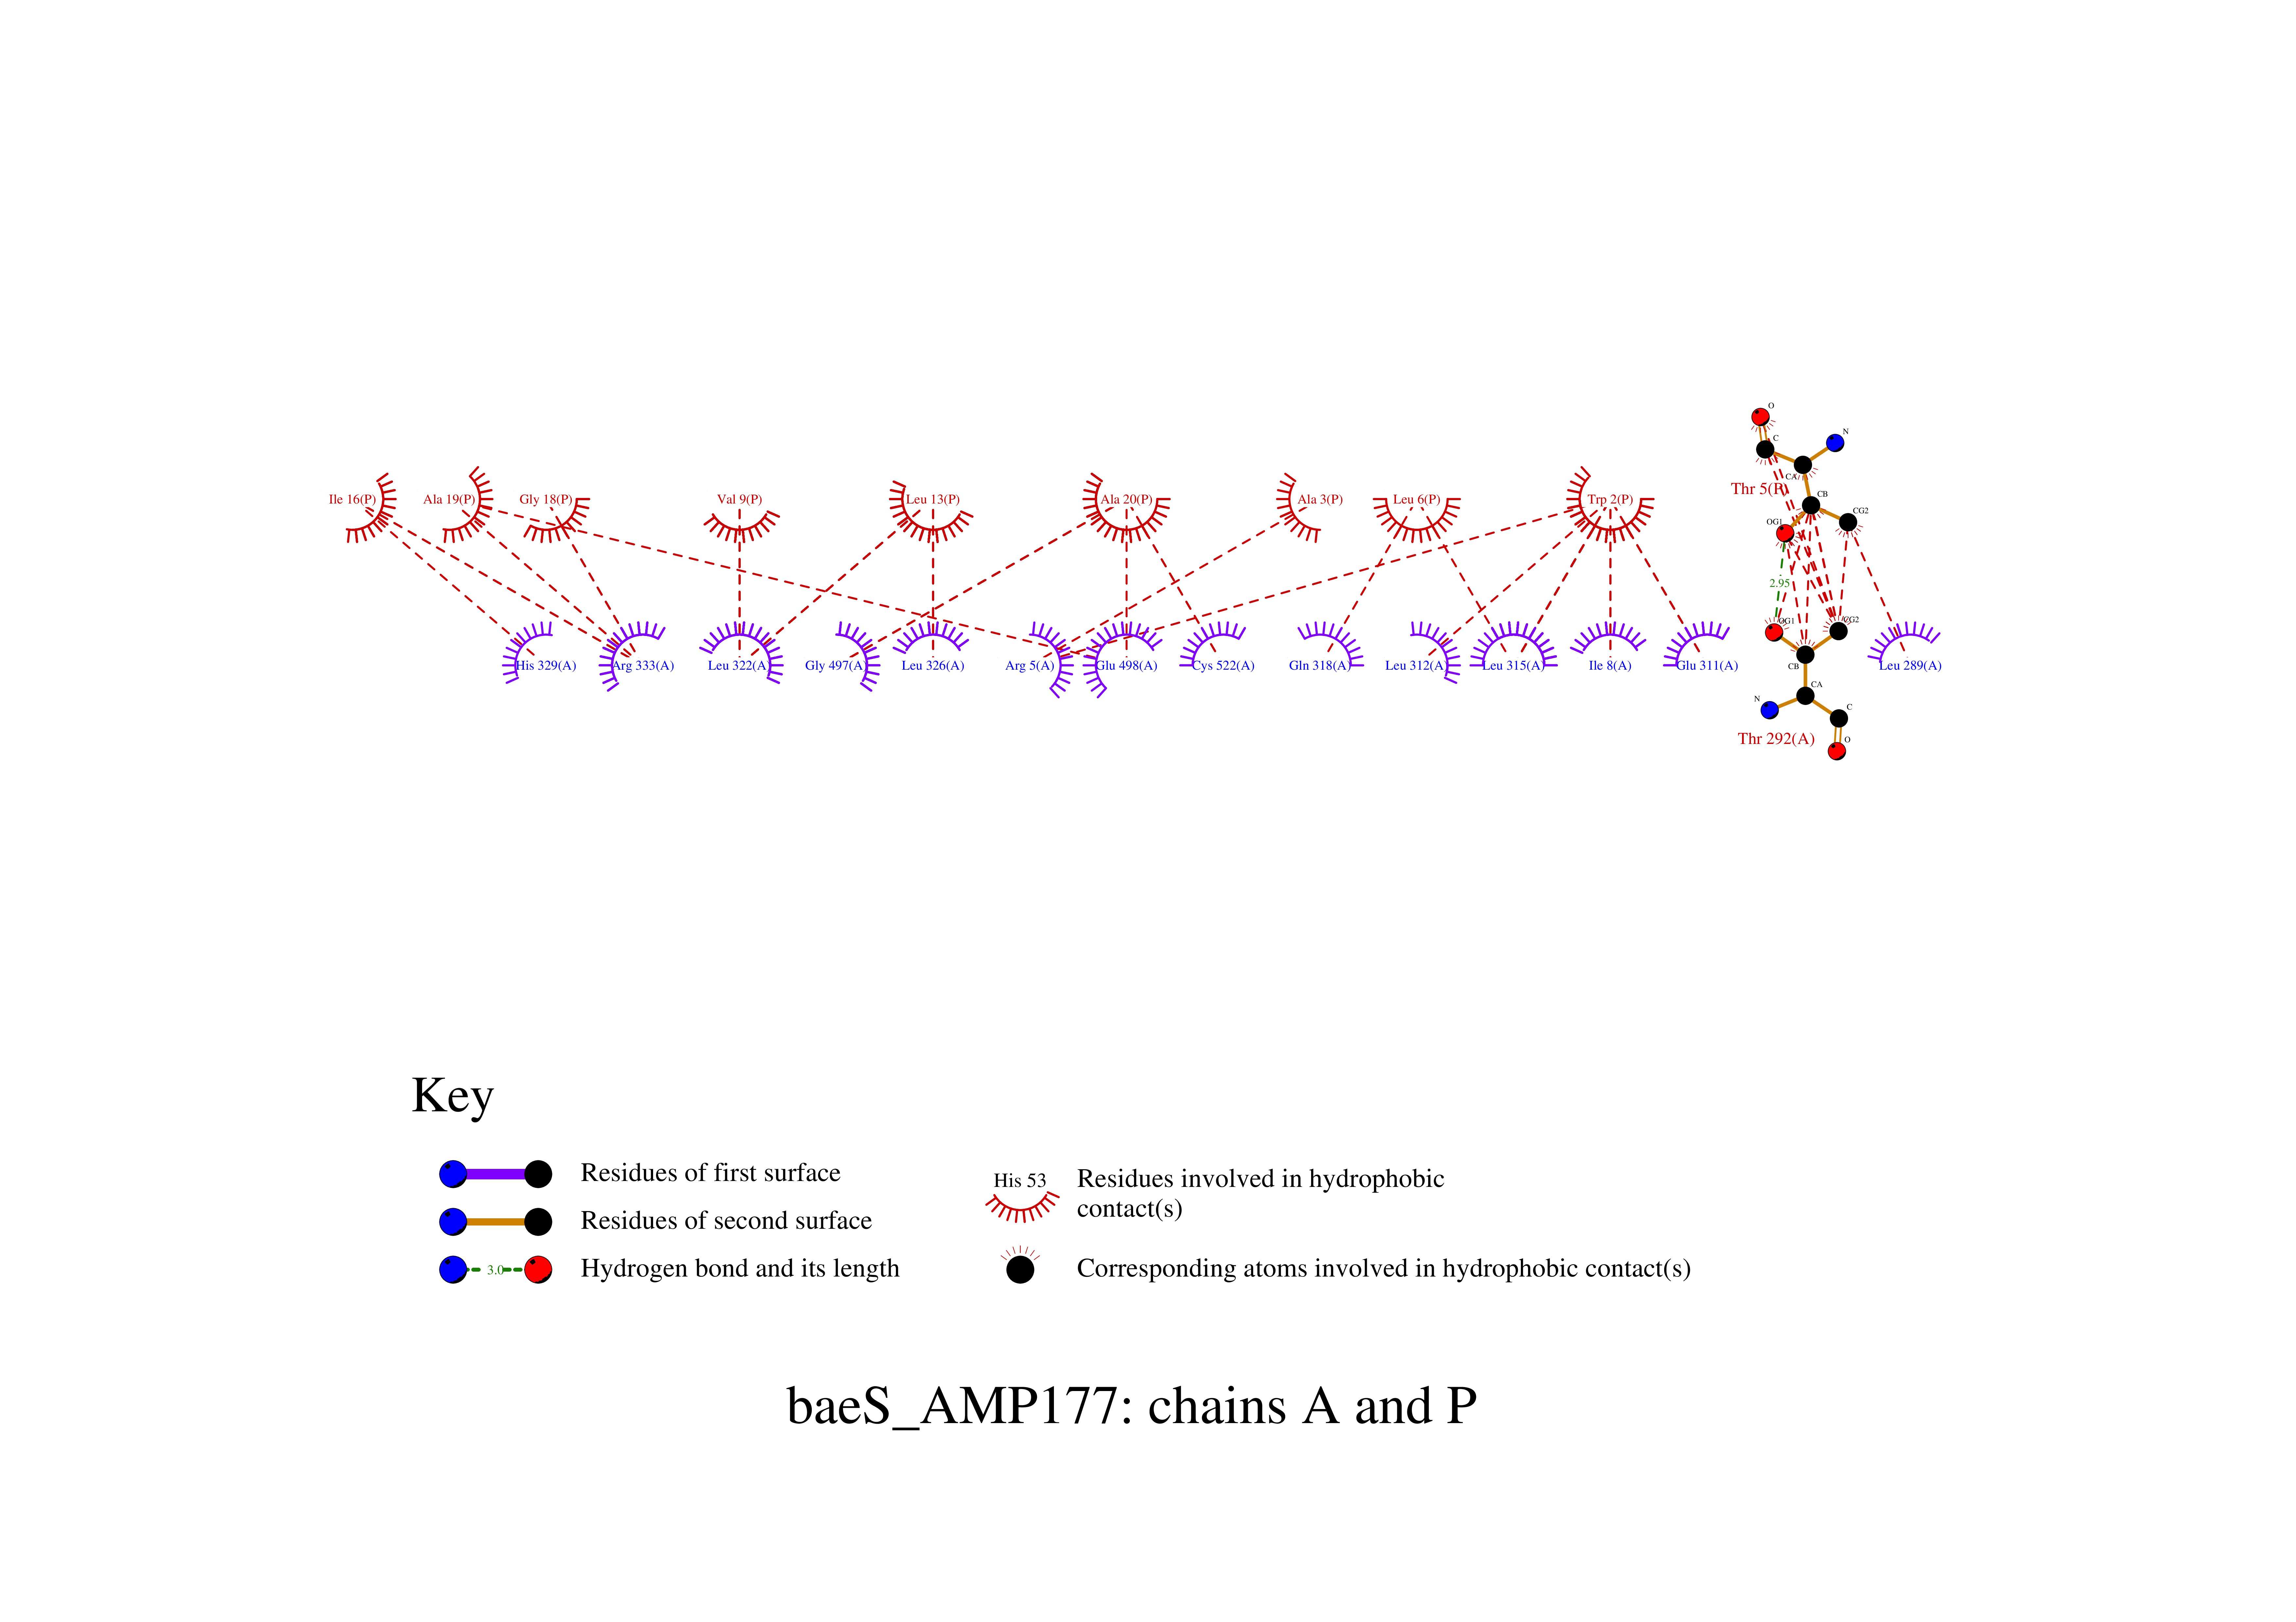 O
N
C
CA
Thr 5(P)
CB
CG2
OG1
Ile 16(P) Ala 19(P) Gly 18(P) Val 9(P) Leu 13(P) Ala 20(P) Ala 3(P) Leu 6(P) Trp 2(P)
2.95
OG1 CG2
His 329(A) Arg 333(A) Leu 322(A) Gly 497(A) Leu 326(A) Arg 5(A) Glu 498(A) Cys 522(A) Gln 318(A) Leu 312(A) Leu 315(A) Ile 8(A) Glu 311(A) CB Leu 289(A)
CA
N
C
Thr 292(A) O
Key
Residues of first surface
Residues of second surface
3.0 Hydrogen bond and its length
His 53 Residues involved in hydrophobic
contact(s)
Corresponding atoms involved in hydrophobic contact(s)
baeS_AMP177: chains A and P